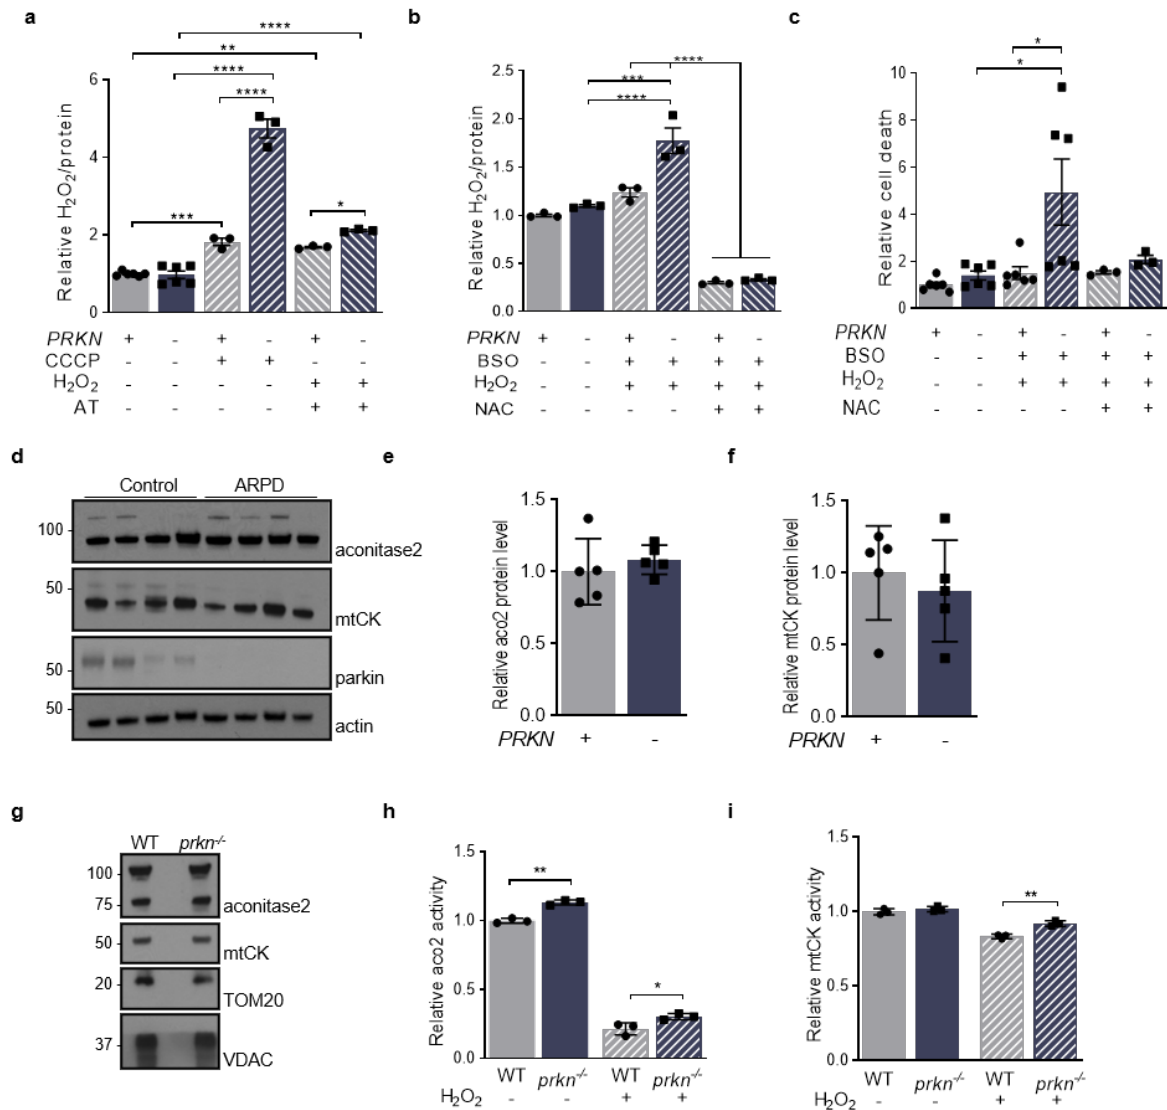 a
****
**
****
****
***
*
Relative H₂O₂/protein
6
4
2
0
PRKN + - + - + -
CCCP - - + + - -
H₂O₂ - - - - + +
AT - - - - + +
b
****
***
****
Relative H₂O₂/protein
2.5
2.0
1.5
1.0
0.5
0.0
PRKN + - + - + -
BSO - - + + + +
H₂O₂ - - + + + +
NAC - - - - + +
c
*
*
Relative cell death
10
8
6
4
2
0
PRKN + - + - + -
BSO - - + + + +
H₂O₂ - - + + + +
NAC - - - - + +
d
Control ARPD
100
aconitase2
50
mtCK
50
parkin
50
actin
e
Relative aco2 protein level
1.5
1.0
0.5
0.0
PRKN + -
f
Relative mtCK protein level
1.5
1.0
0.5
0.0
PRKN + -
g
WT prkn-/-
100
75
aconitase2
50
mtCK
20
TOM20
37
VDAC
h
**
*
Relative aco2 activity
1.5
1.0
0.5
0.0
WT prkn-/- WT prkn-/-
H₂O₂ - - + +
i
**
Relative mtCK activity
1.5
1.0
0.5
0.0
WT prkn-/- WT prkn-/-
H₂O₂ - - + +